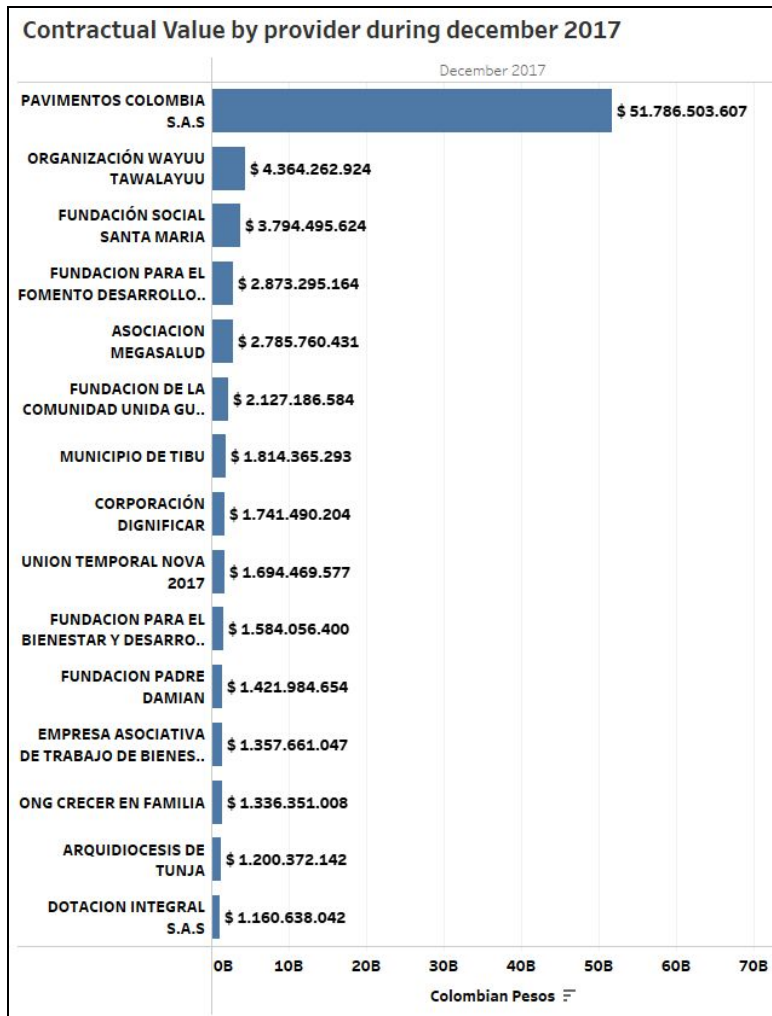 Contractual Value by provider during december 2017
December 2017
PAVIMENTOS COLOMBIA
S.A.S
$ 51.786.503.607
ORGANIZACIÓN WAYUU
TAWALAYUU
$ 4.364.262.924
FUNDACIÓN SOCIAL
SANTA MARIA
$ 3.794.495.624
FUNDACION PARA EL
FOMENTO DESARROLLO..
$ 2.873.295.164
ASOCIACION
MEGASALUD
$ 2.785.760.431
FUNDACION DE LA
COMUNIDAD UNIDA GU..
$ 2.127.186.584
MUNICIPIO DE TIBU
$ 1.814.365.293
CORPORACIÓN
DIGNIFICAR
$ 1.741.490.204
UNION TEMPORAL NOVA
2017
$ 1.694.469.577
FUNDACION PARA EL
BIENESTAR Y DESARRO..
$ 1.584.056.400
FUNDACION PADRE
DAMIAN
$ 1.421.984.654
EMPRESA ASOCIATIVA
DE TRABAJO DE BIENES..
$ 1.357.661.047
ONG CRECER EN FAMILIA
$ 1.336.351.008
ARQUIDIOCESIS DE
TUNJA
$ 1.200.372.142
DOTACION INTEGRAL
S.A.S
$ 1.160.638.042
0B 10B 20B 30B 40B 50B 60B 70B
Colombian Pesos